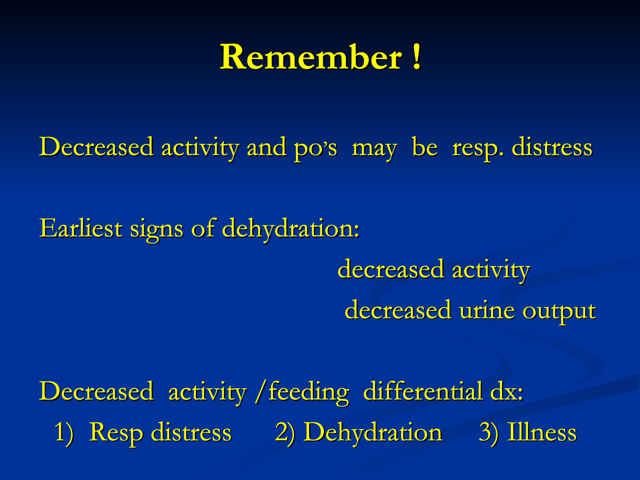 Remember !
Decreased activity and po's may be resp. distress
Earliest signs of dehydration:
decreased activity
decreased urine output
Decreased activity /feeding differential dx:
1) Resp distress 2) Dehydration 3) Illness